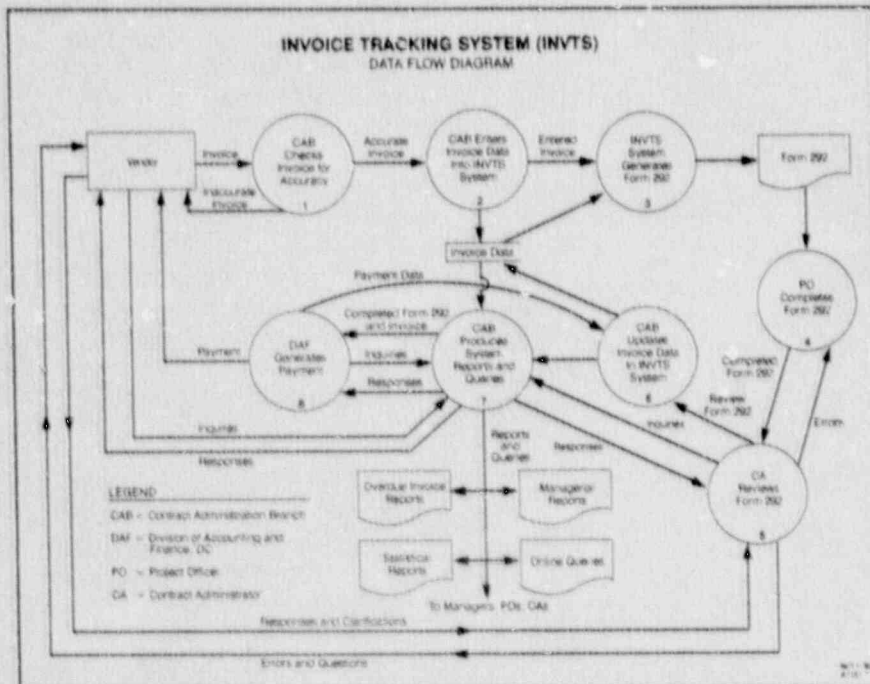 INVOICE TRACKING SYSTEM (INVTS)
DATA FLOW DIAGRAM
Vendor
Invoice
Inaccurate
Invoice
CAB
Checks
Invoice for
Accuracy
1
Accurate
Invoice
CAB Enters
Invoice Data
Into INVTS
System
2
Entered
Invoice
INVTS
System
Generates
Form 292
3
Form 292
Invoice Data
Payment Data
PO
Completes
Form 292
4
Completed Form 292
and Invoice
DAF
Generates
Payment
8
Payment
Inquiries
Responses
CAB
Produces
System
Reports and
Queries
7
CAB
Updates
Invoice Data
In INVTS
System
6
Completed
Form 292
Review
Form 292
Errors
Inquiries
Responses
Inquiries
Responses
CA
Reviews
Form 292
5
Reports
and
Queries
Overdue Invoice
Reports
Managerial
Reports
Statistical
Reports
Online Queries
To Managers, POs, CAs
LEGEND
CAB = Contract Administration Branch
DAF = Division of Accounting and
Finance, OC
PO = Project Officer
CA = Contract Administrator
Responses and Clarifications
Errors and Questions